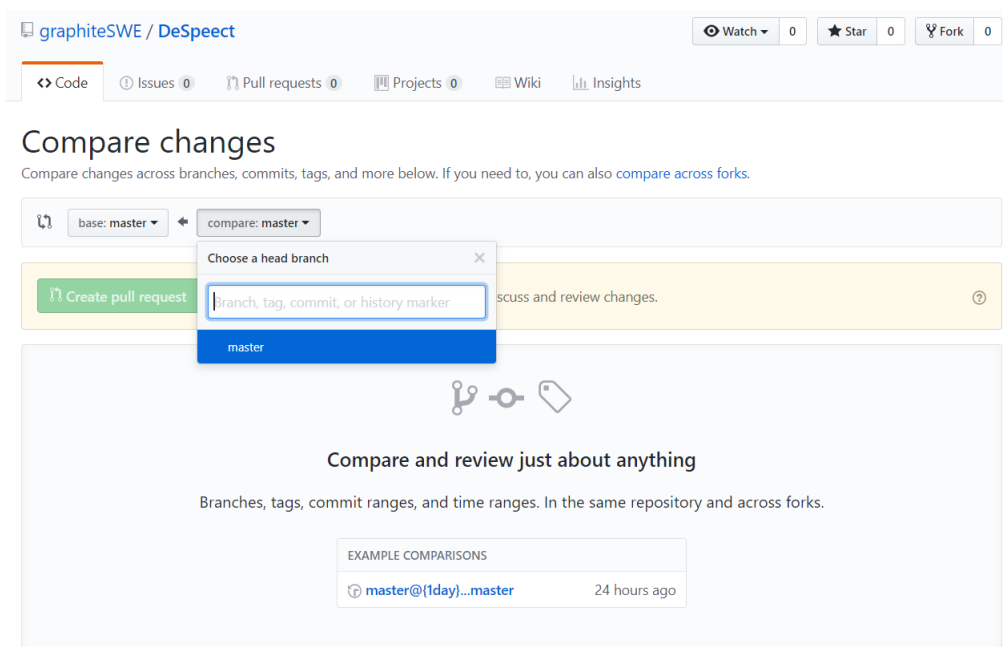 graphiteSWE / DeSpeect
Watch 0 Star 0 Fork 0
Code Issues 0 Pull requests 0 Projects 0 Wiki Insights
Compare changes
Compare changes across branches, commits, tags, and more below. If you need to, you can also compare across forks.
base: master compare: master
Choose a head branch
Create pull request
Branch, tag, commit, or history marker
scuss and review changes.
master
Compare and review just about anything
Branches, tags, commit ranges, and time ranges. In the same repository and across forks.
EXAMPLE COMPARISONS
master@{1day}...master 24 hours ago